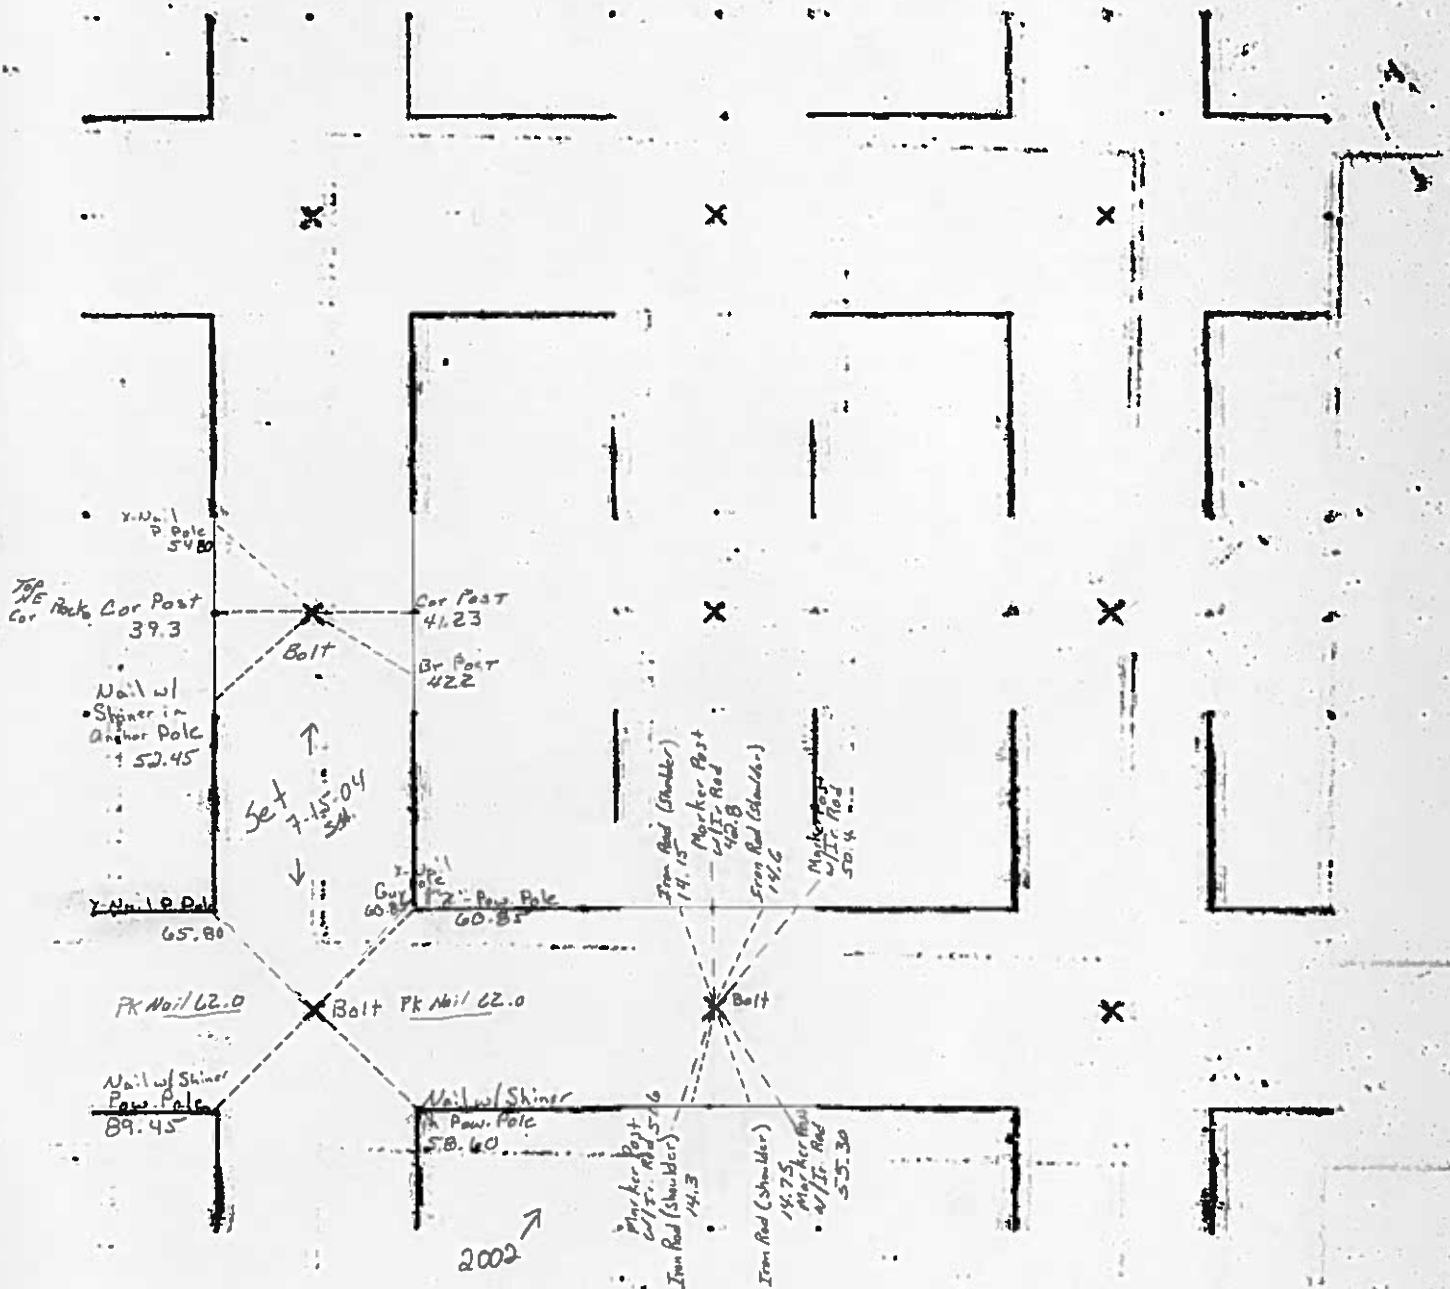 X-Nail
P. Pole
54.80
Top
NE
Cor Rock Cor Post
39.3
Bolt
Cor Post
41.23
Br Post
42.2
Nail w/
Shiner in
Anchor Pole
52.45
Set
7-15-04
X-Nail P. Pole
65.80
Guy
60.8
Pow. Pole
60.85
Iron Rod (Shoulder)
14.15
Marker Post
w/Ir. Rod
42.8
Iron Rod (Shoulder)
14.6
Marker Post
w/Ir. Rod
50.4
PK Nail 62.0
Bolt
PK Nail 62.0
Bolt
Nail w/ Shiner
Pow. Pole
89.45
Nail w/ Shiner
in Pow. Pole
58.60
Marker Post
w/Ir. Rod 51.6
Iron Rod (Shoulder)
14.3
Iron Rod (Shoulder)
14.75
Marker Post
w/Ir. Rod
55.30
2002